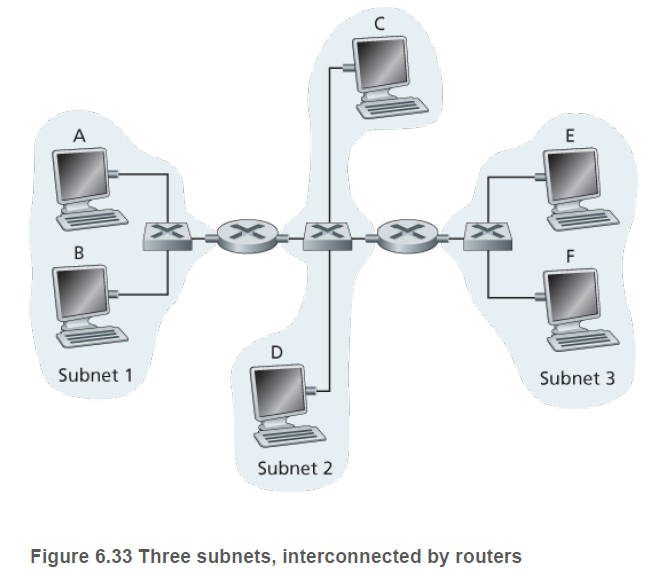 C
A
E
B
F
D
Subnet 1
Subnet 3
Subnet 2
Figure 6.33 Three subnets, interconnected by routers